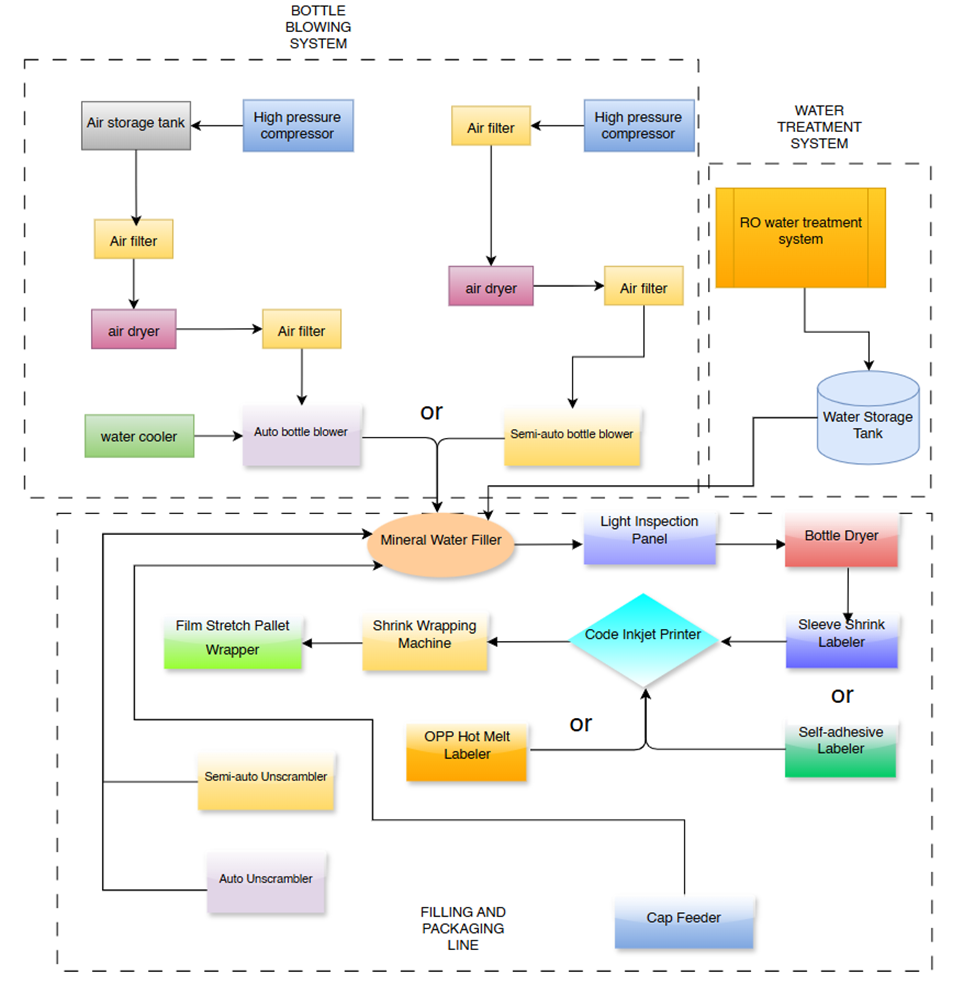 BOTTLE
BLOWING
SYSTEM
Air storage tank
High pressure
compressor
Air filter
High pressure
compressor
WATER
TREATMENT
SYSTEM
RO water treatment
system
Air filter
air dryer
Air filter
air dryer
Air filter
water cooler
Auto bottle blower
or
Semi-auto bottle blower
Water Storage
Tank
Mineral Water Filler
Light Inspection
Panel
Bottle Dryer
Film Stretch Pallet
Wrapper
Shrink Wrapping
Machine
Code Inkjet Printer
Sleeve Shrink
Labeler
or
OPP Hot Melt
Labeler
or
Self-adhesive
Labeler
Semi-auto Unscrambler
Auto Unscrambler
FILLING AND
PACKAGING
LINE
Cap Feeder